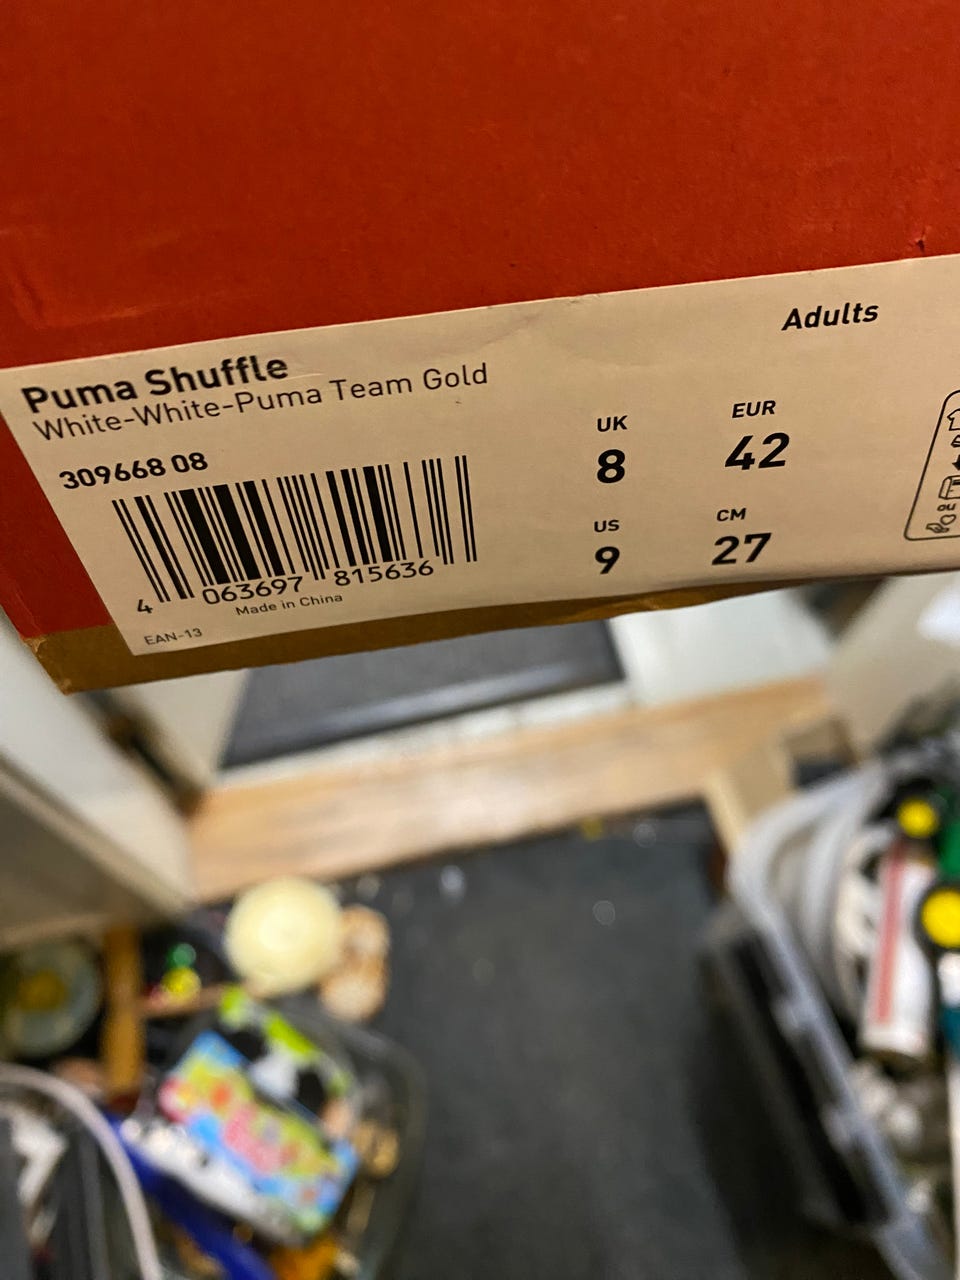 Adults
Puma Shuffle
White-White-Puma Team Gold
309668 08
4 063697 815636
Made in China
EAN-13
UK
8
EUR
42
US
9
CM
27
OU